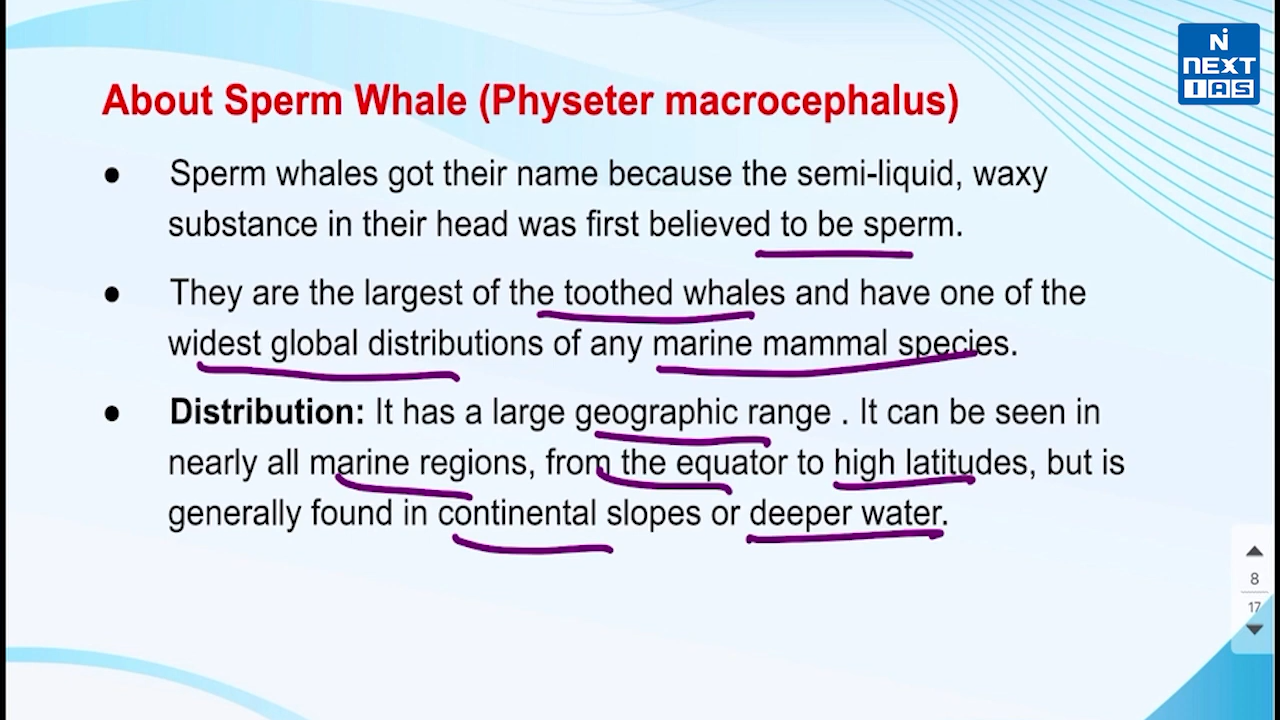 Ni
NEXT
IAS
About Sperm Whale (Physeter macrocephalus)
● Sperm whales got their name because the semi-liquid, waxy
substance in their head was first believed to be sperm.
● They are the largest of the toothed whales and have one of the
widest global distributions of any marine mammal species.
● Distribution: It has a large geographic range . It can be seen in
nearly all marine regions, from the equator to high latitudes, but is
generally found in continental slopes or deeper water.
8
17